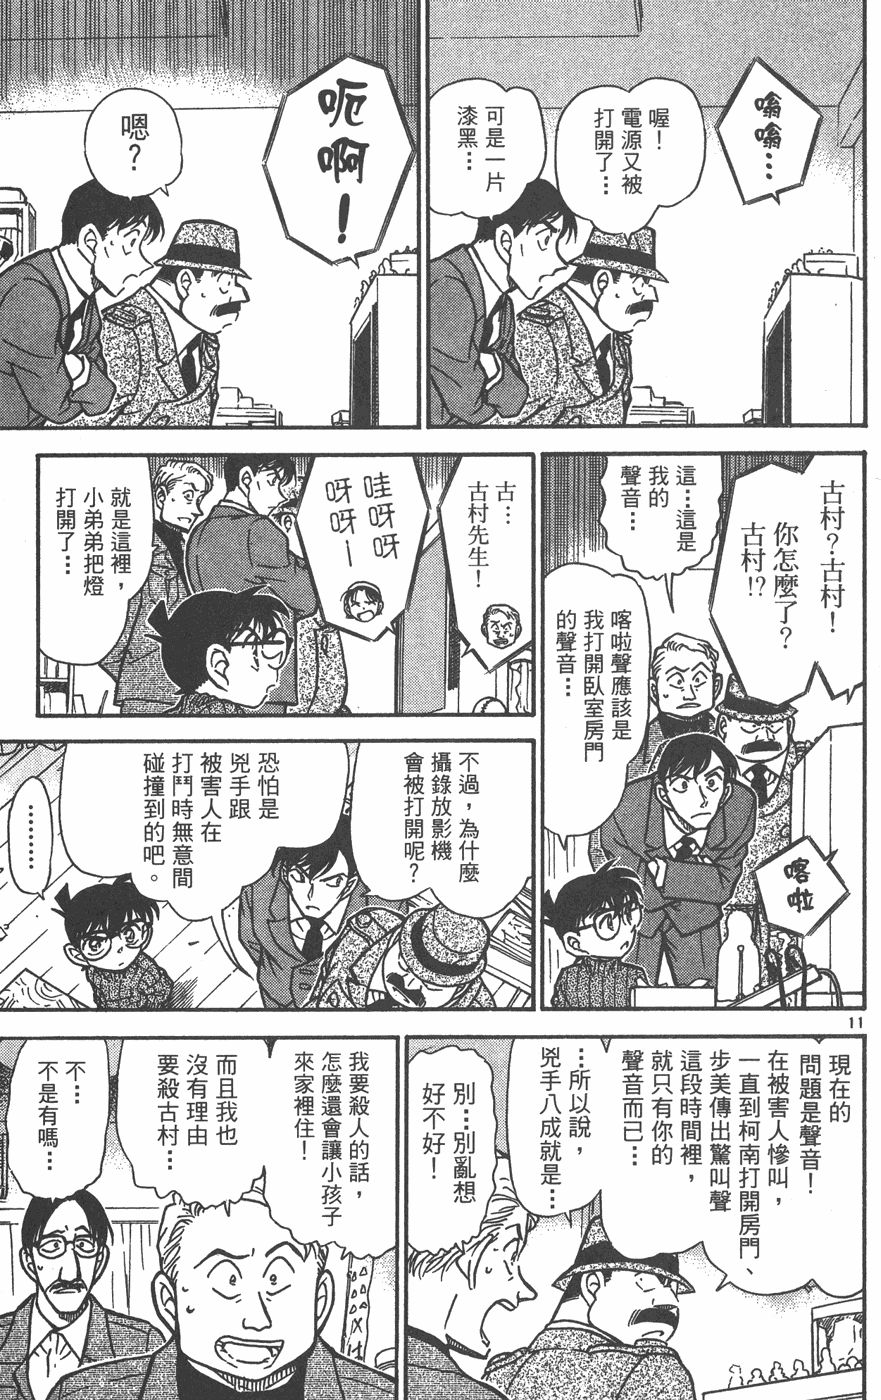 嗡嗡…
喔！
電源又被
打開了…
可是一片
漆黑…
呃啊！
嗯？
古村？古村！
你怎麼了？
古村!?
這…這是
我的
聲音…
喀啦聲應該是
我打開臥室房門
的聲音…
喀啦
古…
古村先生！
哇呀呀
呀呀—
就是這裡，
小弟弟把燈
打開了…
不過，為什麼
攝錄放影機
會被打開呢？
恐怕是
兇手跟
被害人在
打鬥時無意間
碰撞到的吧。
………
11
現在的
問題是聲音！
在被害人慘叫，
一直到柯南打開房門、
步美傳出驚叫聲
這段時間裡，
就只有你的
聲音而已…
…所以說，
兇手八成就是…
別…別亂想
好不好！
我要殺人的話，
怎麼還會讓小孩子
來家裡住！
而且我也
沒有理由
要殺古村…
不…
不是有嗎…